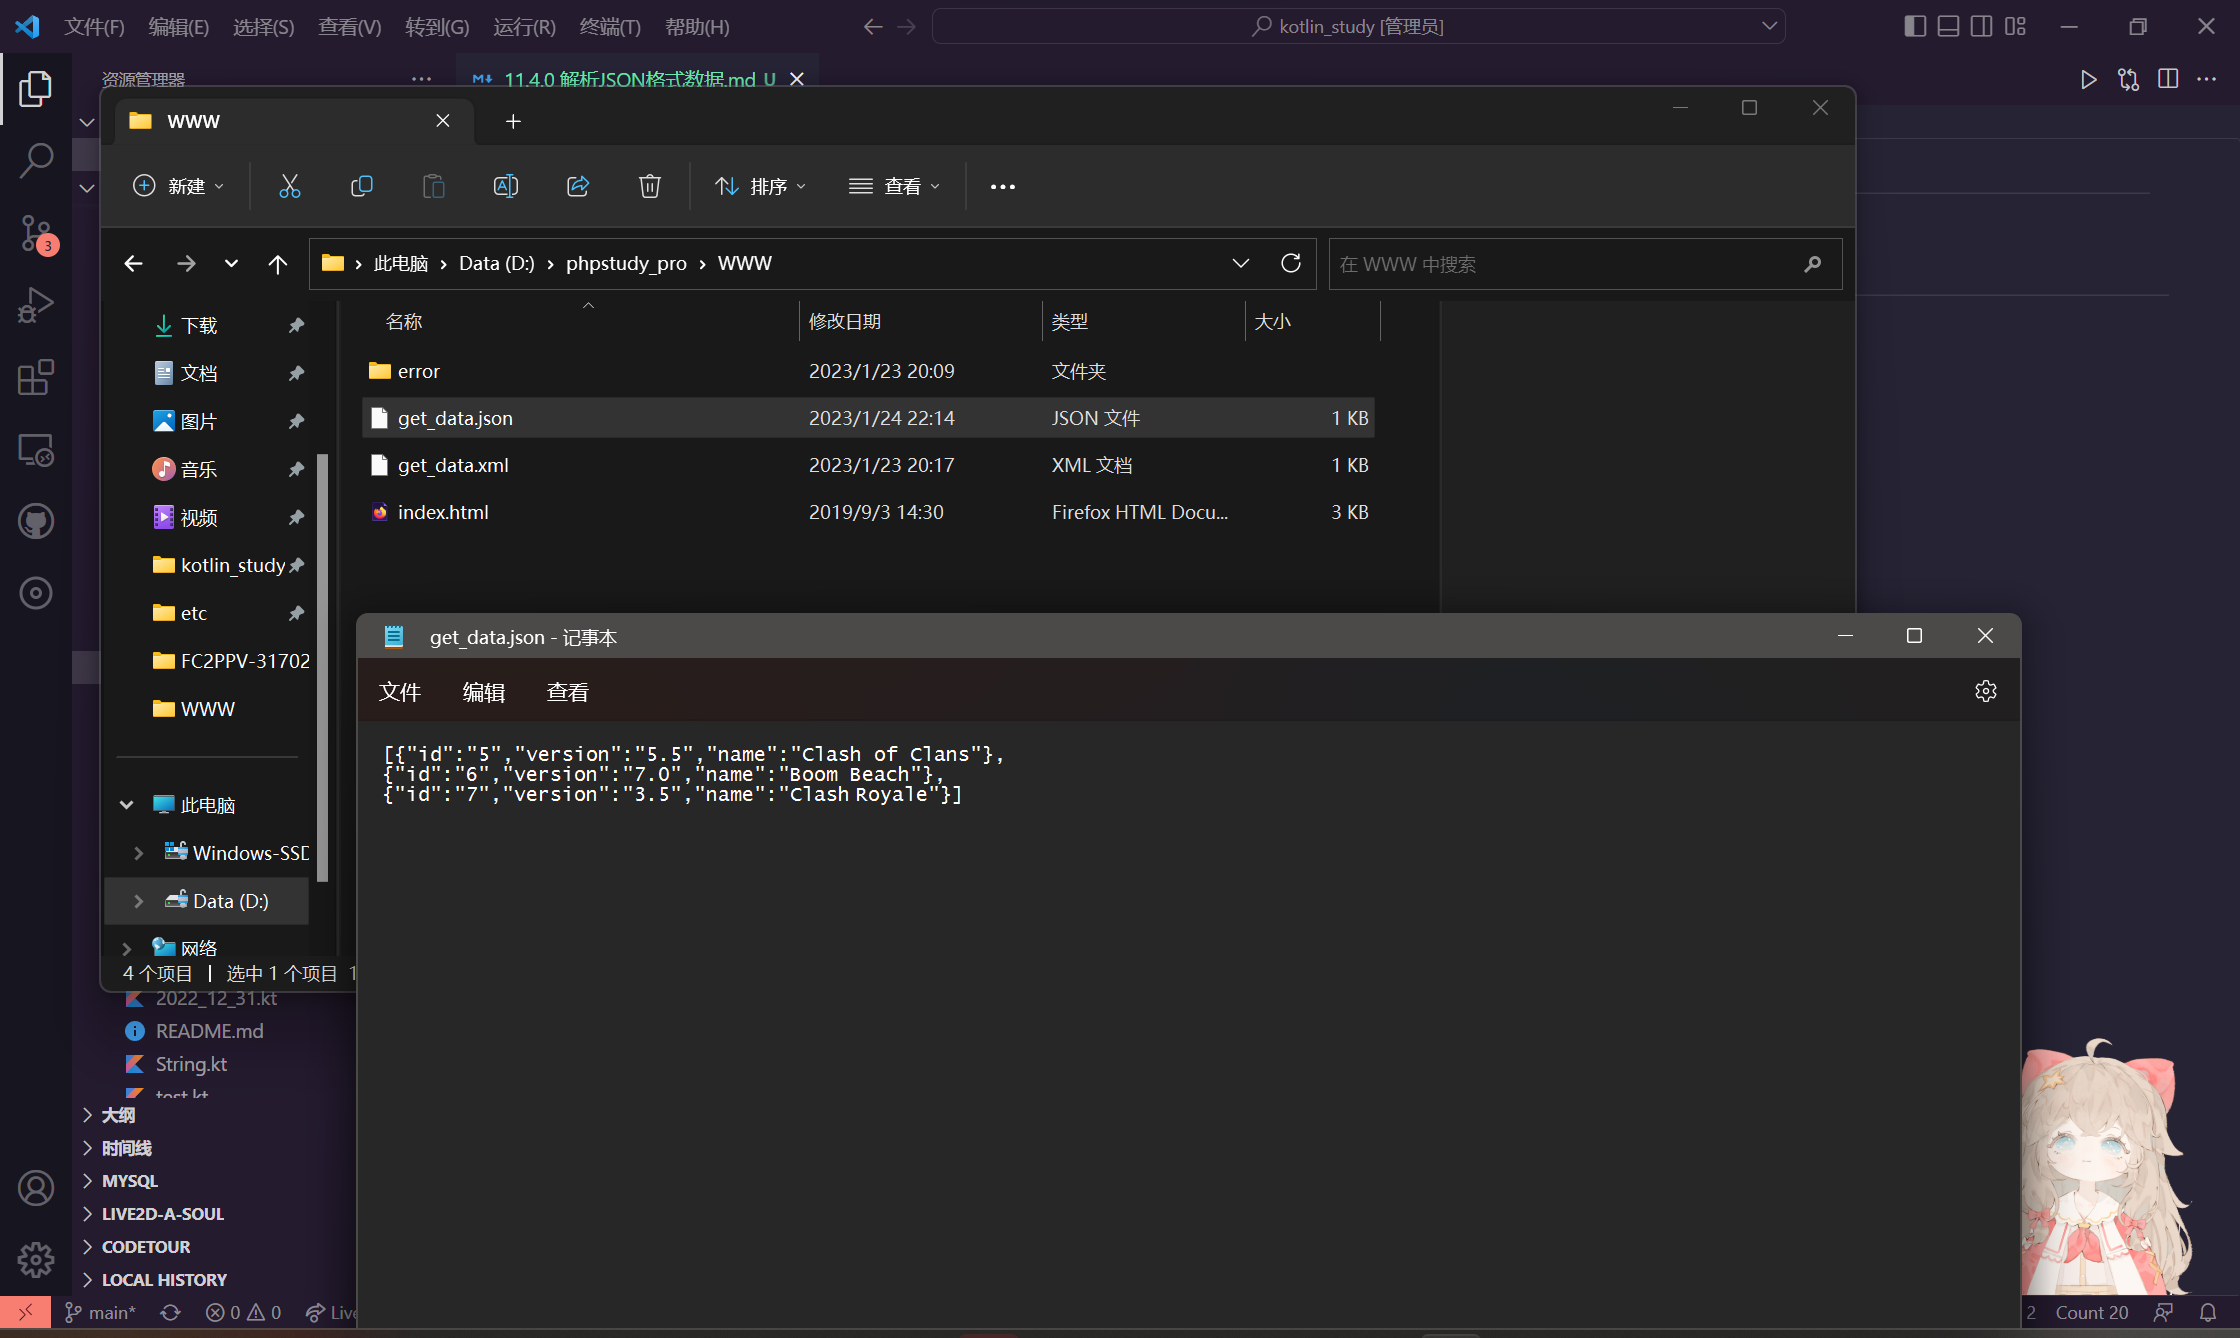 文件(F) 编辑(E) 选择(S) 查看(V) 转到(G) 运行(R) 终端(T) 帮助(H) kotlin_study [管理员]
资源管理器 11.4.0 解析JSON格式数据.md U
WWW
新建 排序 查看
此电脑 Data (D:) phpstudy_pro WWW 在 WWW 中搜索
名称 修改日期 类型 大小
error 2023/1/23 20:09 文件夹
get_data.json 2023/1/24 22:14 JSON 文件 1 KB
get_data.xml 2023/1/23 20:17 XML 文档 1 KB
index.html 2019/9/3 14:30 Firefox HTML Docu... 3 KB
下载
文档
图片
音乐
视频
kotlin_study
etc
FC2PPV-31702
WWW
此电脑
Windows-SSD
Data (D:)
网络
4 个项目 选中 1 个项目 1
3
get_data.json - 记事本
文件 编辑 查看
[{"id":"5","version":"5.5","name":"Clash of Clans"},
{"id":"6","version":"7.0","name":"Boom Beach"},
{"id":"7","version":"3.5","name":"Clash Royale"}]
2022_12_31.kt
README.md
String.kt
test.kt
大纲
时间线
MYSQL
LIVE2D-A-SOUL
CODETOUR
LOCAL HISTORY
main* 0 0 Live 2 Count 20